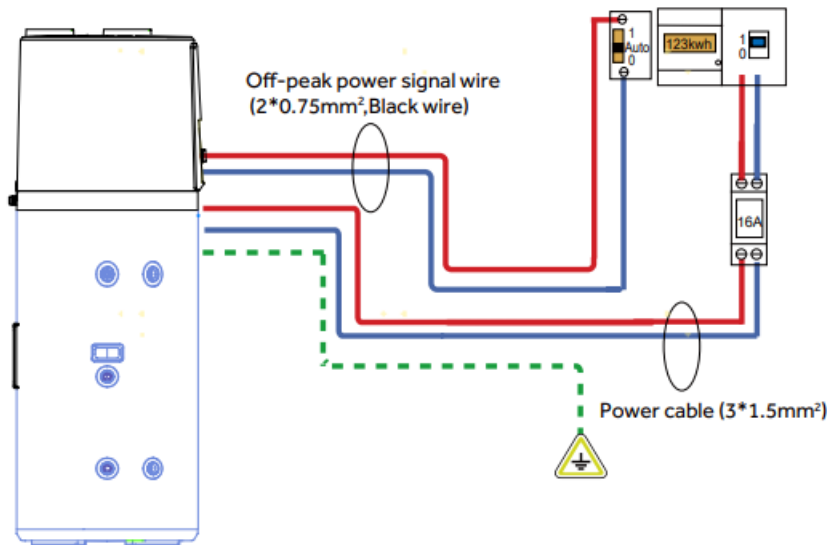 1
Auto
0
123kwh
1
0
Off-peak power signal wire
(2*0.75mm²,Black wire)
16A
Power cable (3*1.5mm²)